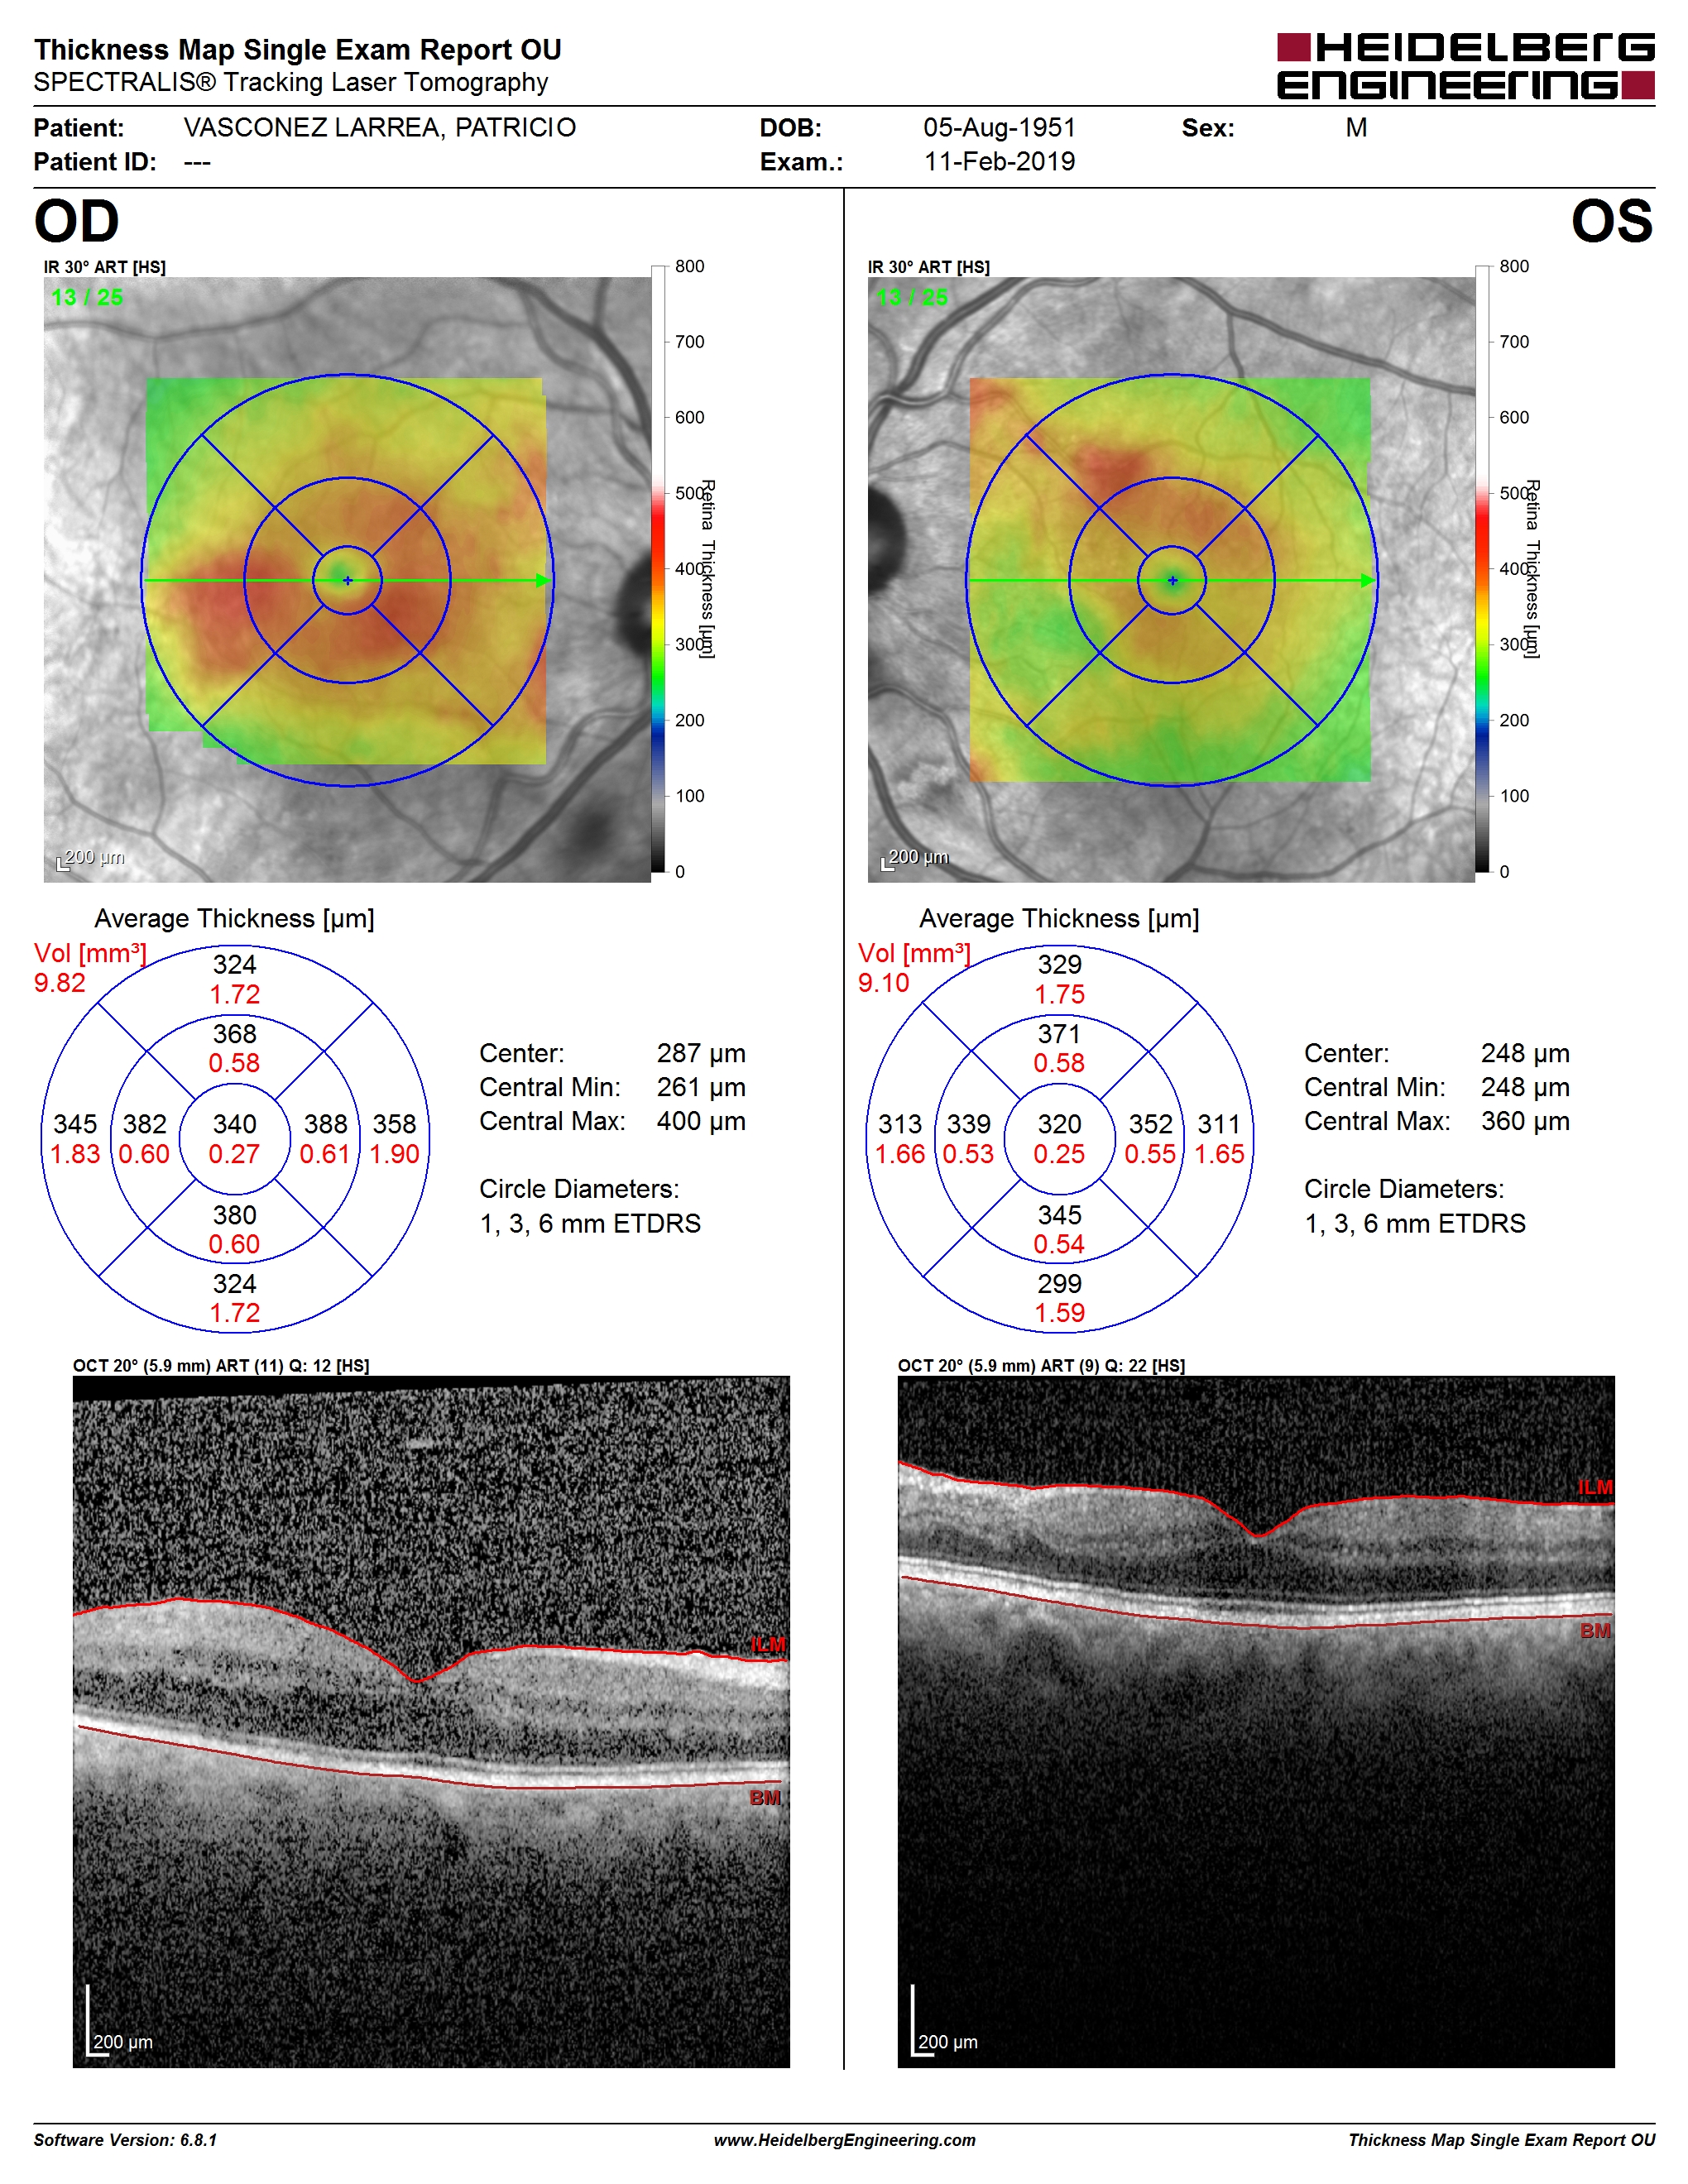 Thickness Map Single Exam Report OU
SPECTRALIS® Tracking Laser Tomography
HEIDELBERG
ENGINEERING
Patient: VASCONEZ LARREA, PATRICIO DOB: 05-Aug-1951 Sex: M
Patient ID: --- Exam.: 11-Feb-2019
OD
IR 30° ART [HS]
13 / 25
200 µm
800
700
600
500
400
300
200
100
0
Retina Thickness [µm]
Average Thickness [µm]
Vol [mm³]
9.82
324
1.72
368
0.58
345 382 340 388 358
1.83 0.60 0.27 0.61 1.90
380
0.60
324
1.72
Center: 287 µm
Central Min: 261 µm
Central Max: 400 µm
Circle Diameters:
1, 3, 6 mm ETDRS
OCT 20° (5.9 mm) ART (11) Q: 12 [HS]
ILM
BM
200 µm
OS
IR 30° ART [HS]
13 / 25
200 µm
800
700
600
500
400
300
200
100
0
Retina Thickness [µm]
Average Thickness [µm]
Vol [mm³]
9.10
329
1.75
371
0.58
313 339 320 352 311
1.66 0.53 0.25 0.55 1.65
345
0.54
299
1.59
Center: 248 µm
Central Min: 248 µm
Central Max: 360 µm
Circle Diameters:
1, 3, 6 mm ETDRS
OCT 20° (5.9 mm) ART (9) Q: 22 [HS]
ILM
BM
200 µm
Software Version: 6.8.1 www.HeidelbergEngineering.com Thickness Map Single Exam Report OU